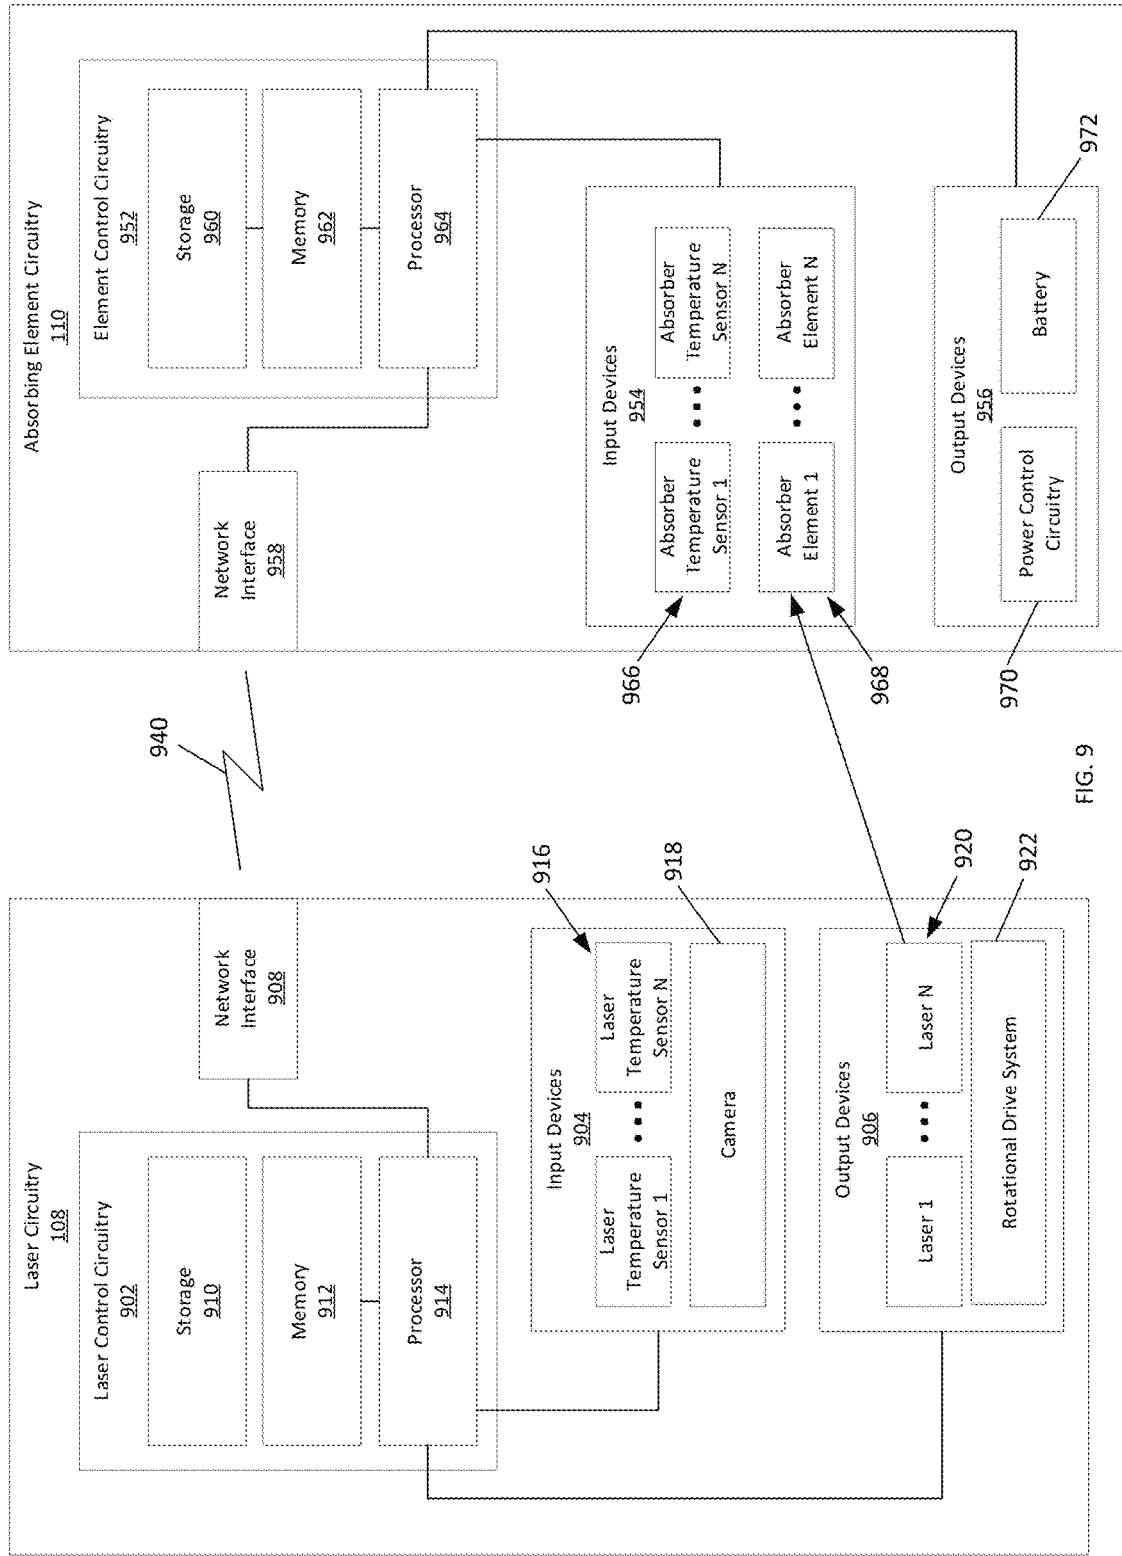 Laser Circuitry
108
Laser Control Circuitry
902
Storage
910
Memory
912
Processor
914
Network
Interface
908
Input Devices
904
Laser
Temperature
Sensor 1
Laser
Temperature
Sensor N
916
Camera
918
Output Devices
906
Laser 1
Laser N
920
Rotational Drive System
922
940
Absorbing Element Circuitry
110
Network
Interface
958
Element Control Circuitry
952
Storage
960
Memory
962
Processor
964
Input Devices
954
Absorber
Temperature
Sensor 1
Absorber
Temperature
Sensor N
966
Absorber
Element 1
Absorber
Element N
968
Output Devices
956
Power Control
Circuitry
970
Battery
972
FIG. 9